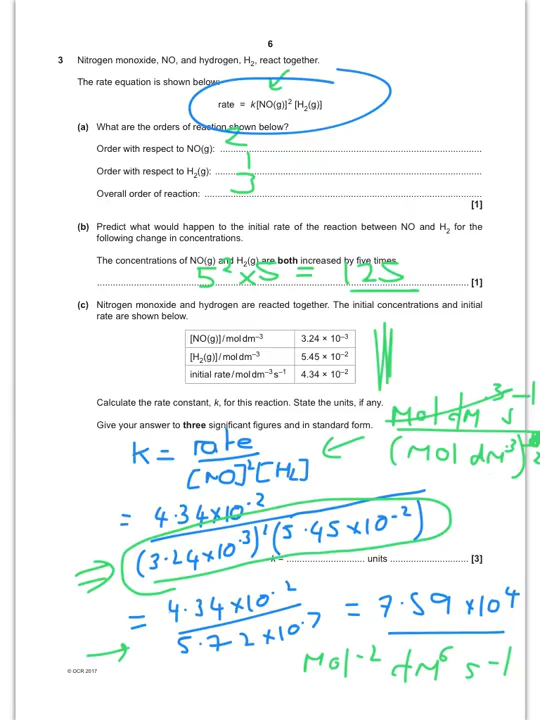 6
3 Nitrogen monoxide, NO, and hydrogen, H₂, react together.
The rate equation is shown below:
rate = k[NO(g)]² [H₂(g)]
(a) What are the orders of reaction shown below?
Order with respect to NO(g): 2
Order with respect to H₂(g): 1
Overall order of reaction: 3
[1]
(b) Predict what would happen to the initial rate of the reaction between NO and H₂ for the
following change in concentrations.
The concentrations of NO(g) and H₂(g) are both increased by five times.
5² × 5 = 125 [1]
(c) Nitrogen monoxide and hydrogen are reacted together. The initial concentrations and initial
rate are shown below.
[NO(g)] / mol dm⁻³ 3.24 × 10⁻³
[H₂(g)] / mol dm⁻³ 5.45 × 10⁻²
initial rate / mol dm⁻³ s⁻¹ 4.34 × 10⁻²
Calculate the rate constant, k, for this reaction. State the units, if any.
Give your answer to three significant figures and in standard form.
Mol dM⁻³ s⁻¹
(Mol dM⁻³)
K = rate
[NO]² [H₂]
= 4.34 × 10⁻²
(3.24 × 10⁻³) (5.45 × 10⁻²)
k = units [3]
= 4.34 × 10⁻² = 7.59 × 10⁴
5.72 × 10⁻⁷
Mol⁻² dM⁶ s⁻¹
© OCR 2017